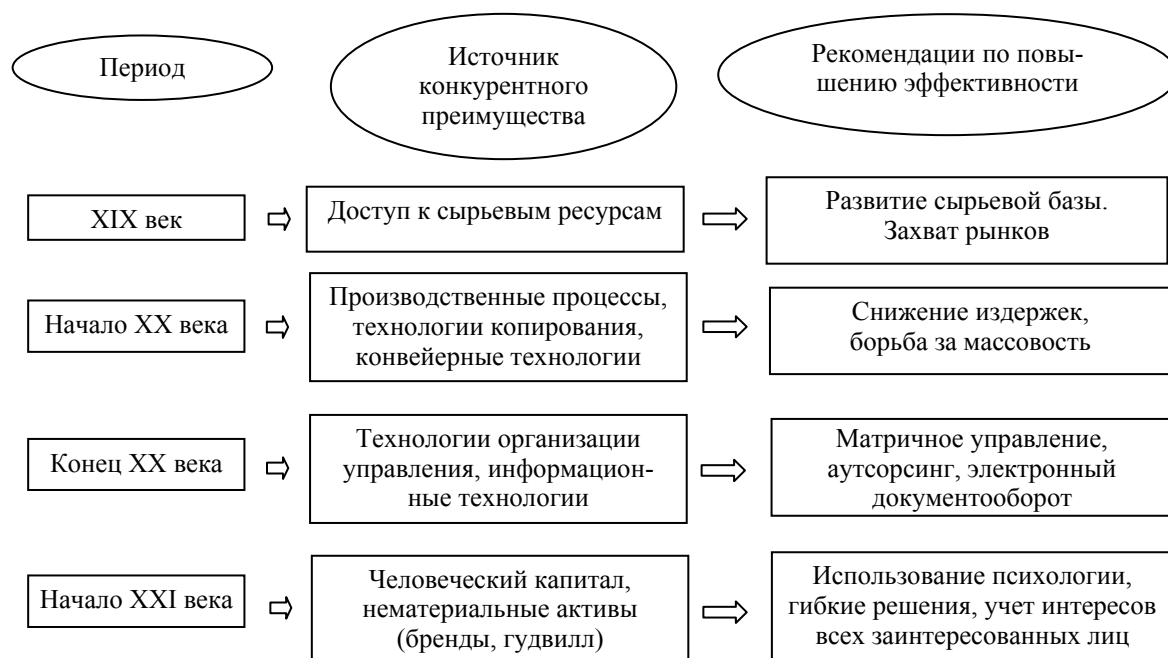 Период
Источник
конкурентного
преимущества
Рекомендации по повы-
шению эффективности
XIX век
Доступ к сырьевым ресурсам
Развитие сырьевой базы.
Захват рынков
Начало XX века
Производственные процессы,
технологии копирования,
конвейерные технологии
Снижение издержек,
борьба за массовость
Конец XX века
Технологии организации
управления, информацион-
ные технологии
Матричное управление,
аутсорсинг, электронный
документооборот
Начало XXI века
Человеческий капитал,
нематериальные активы
(бренды, гудвилл)
Использование психологии,
гибкие решения, учет интересов
всех заинтересованных лиц